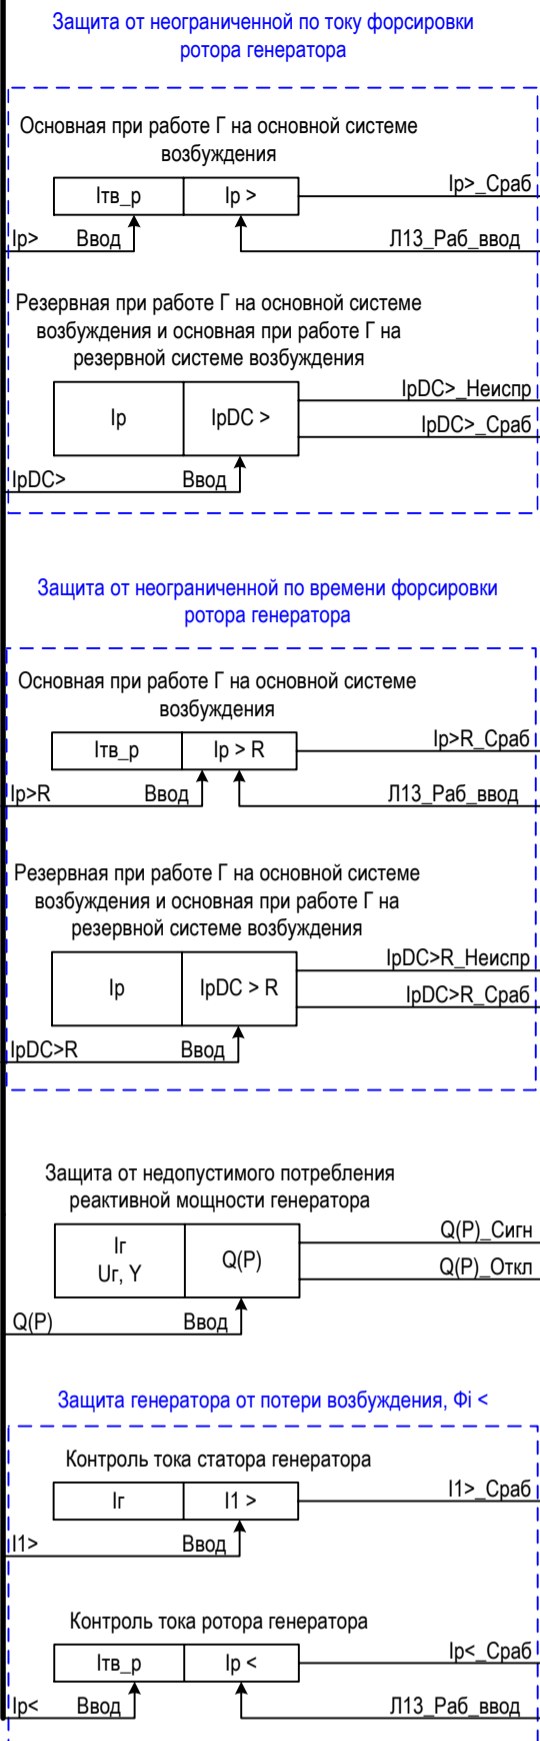 Защита от неограниченной по току форсировки
ротора генератора
Основная при работе Г на основной системе
возбуждения
Iтв_р
Iр >
Iр>_Сраб
Iр>
Ввод
Л13_Раб_ввод
Резервная при работе Г на основной системе
возбуждения и основная при работе Г на
резервной системе возбуждения
Iр
IрDC >
IрDC>_Неиспр
IрDC>_Сраб
IрDC>
Ввод
Защита от неограниченной по времени форсировки
ротора генератора
Основная при работе Г на основной системе
возбуждения
Iтв_р
Iр > R
Iр>R_Сраб
Iр>R
Ввод
Л13_Раб_ввод
Резервная при работе Г на основной системе
возбуждения и основная при работе Г на
резервной системе возбуждения
Iр
IрDC > R
IрDC>R_Неиспр
IрDC>R_Сраб
IрDC>R
Ввод
Защита от недопустимого потребления
реактивной мощности генератора
Iг
Uг, Y
Q(P)
Q(P)_Сигн
Q(P)_Откл
Q(P)
Ввод
Защита генератора от потери возбуждения, Фi <
Контроль тока статора генератора
Iг
I1 >
I1>_Сраб
I1>
Ввод
Контроль тока ротора генератора
Iтв_р
Iр <
Iр<_Сраб
Iр<
Ввод
Л13_Раб_ввод